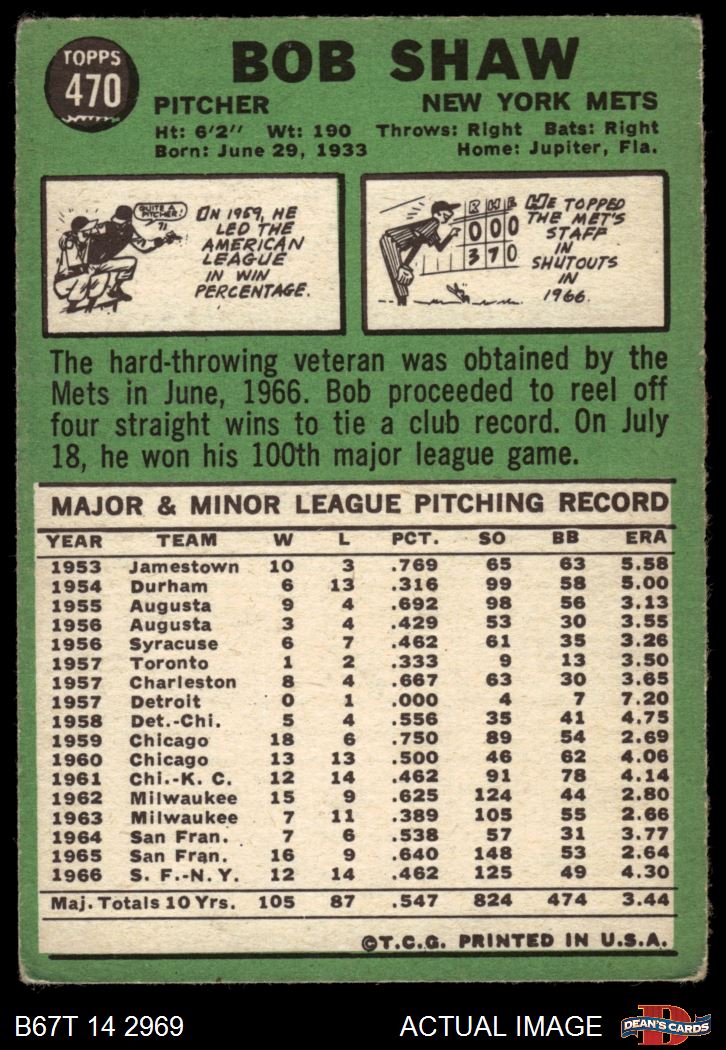 TOPPS
470
BOB SHAW
PITCHER NEW YORK METS
Ht: 6'2" Wt: 190 Throws: Right Bats: Right
Born: June 29, 1933 Home: Jupiter, Fla.
QUITE A
PITCHER!
ON 1959, HE
LED THE
AMERICAN
LEAGUE
IN WIN
PERCENTAGE.
R H E
0 0 0
3 7 0
HE TOPPED
THE MET'S
STAFF
IN
SHUTOUTS
IN
1966.
The hard-throwing veteran was obtained by the
Mets in June, 1966. Bob proceeded to reel off
four straight wins to tie a club record. On July
18, he won his 100th major league game.
MAJOR & MINOR LEAGUE PITCHING RECORD
YEAR TEAM W L PCT. SO BB ERA
1953 Jamestown 10 3 .769 65 63 5.58
1954 Durham 6 13 .316 99 58 5.00
1955 Augusta 9 4 .692 98 56 3.13
1956 Augusta 3 4 .429 53 30 3.55
1956 Syracuse 6 7 .462 61 35 3.26
1957 Toronto 1 2 .333 9 13 3.50
1957 Charleston 8 4 .667 63 30 3.65
1957 Detroit 0 1 .000 4 7 7.20
1958 Det.-Chi. 5 4 .556 35 41 4.75
1959 Chicago 18 6 .750 89 54 2.69
1960 Chicago 13 13 .500 46 62 4.06
1961 Chi.-K. C. 12 14 .462 91 78 4.14
1962 Milwaukee 15 9 .625 124 44 2.80
1963 Milwaukee 7 11 .389 105 55 2.66
1964 San Fran. 7 6 .538 57 31 3.77
1965 San Fran. 16 9 .640 148 53 2.64
1966 S. F.-N. Y. 12 14 .462 125 49 4.30
Maj. Totals 10 Yrs. 105 87 .547 824 474 3.44
©T.C.G. PRINTED IN U.S.A.
B67T 14 2969 ACTUAL IMAGE
D
DEAN'S CARDS